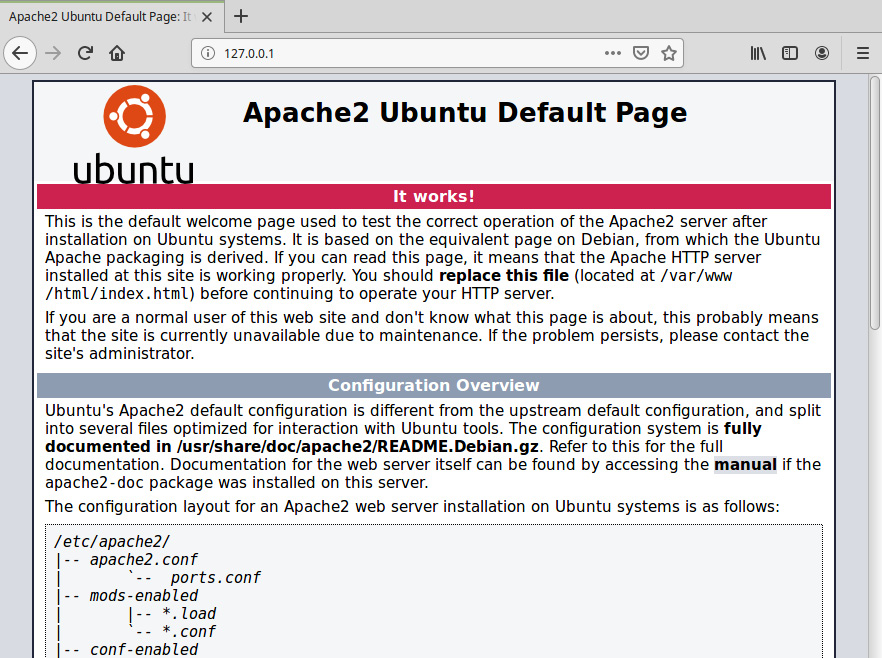 Apache2 Ubuntu Default Page: It
127.0.0.1
ubuntu
Apache2 Ubuntu Default Page
It works!
This is the default welcome page used to test the correct operation of the Apache2 server after
installation on Ubuntu systems. It is based on the equivalent page on Debian, from which the Ubuntu
Apache packaging is derived. If you can read this page, it means that the Apache HTTP server
installed at this site is working properly. You should replace this file (located at /var/www
/html/index.html) before continuing to operate your HTTP server.
If you are a normal user of this web site and don't know what this page is about, this probably means
that the site is currently unavailable due to maintenance. If the problem persists, please contact the
site's administrator.
Configuration Overview
Ubuntu's Apache2 default configuration is different from the upstream default configuration, and split
into several files optimized for interaction with Ubuntu tools. The configuration system is fully
documented in /usr/share/doc/apache2/README.Debian.gz. Refer to this for the full
documentation. Documentation for the web server itself can be found by accessing the manual if the
apache2-doc package was installed on this server.
The configuration layout for an Apache2 web server installation on Ubuntu systems is as follows:
/etc/apache2/
|-- apache2.conf
|       `--  ports.conf
|-- mods-enabled
|       |-- *.load
|       `-- *.conf
|-- conf-enabled